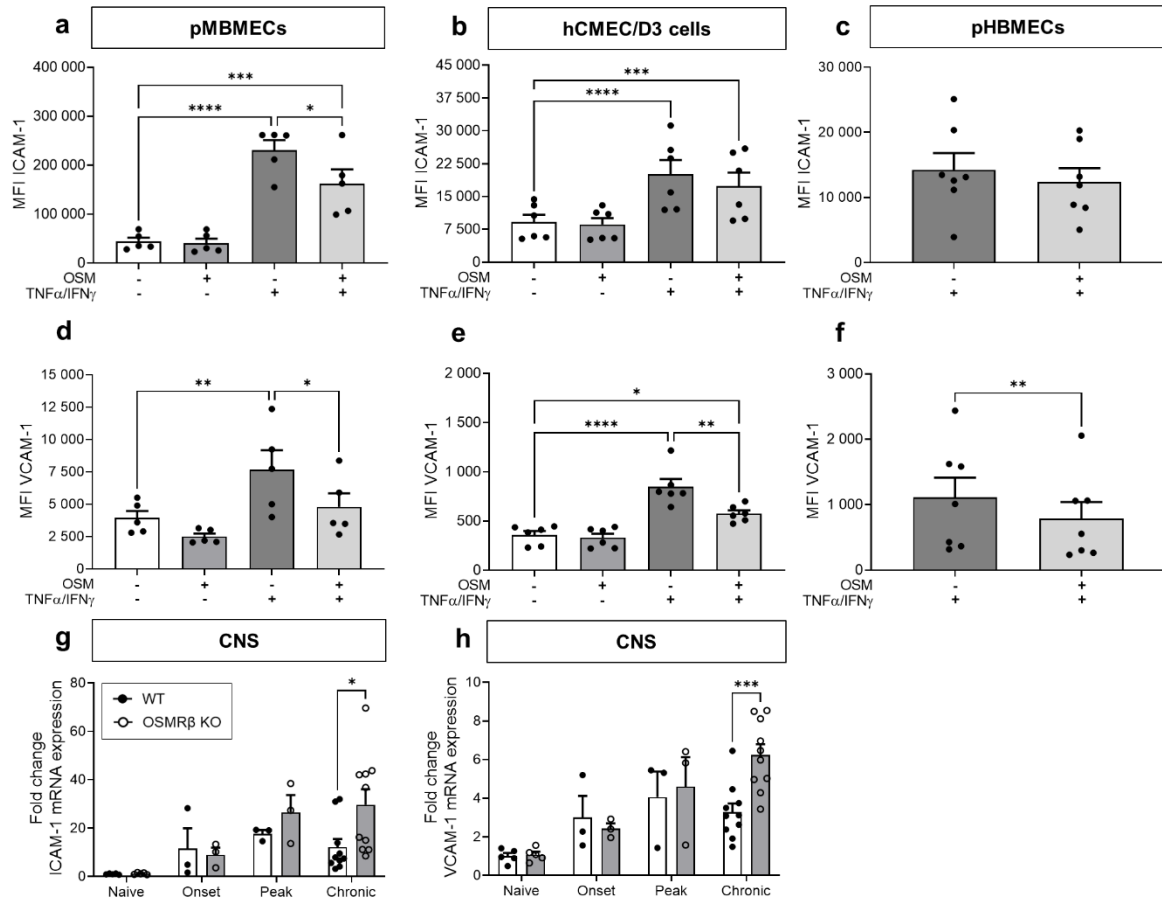 a
pMBMECs
MFI ICAM-1
400 000
300 000
200 000
100 000
0
***
****
*
OSM - + - +
TNFα/IFNγ - - + +
b
hCMEC/D3 cells
MFI ICAM-1
45 000
37 500
30 000
22 500
15 000
7 500
0
***
****
OSM - + - +
TNFα/IFNγ - - + +
c
pHBMECs
MFI ICAM-1
30 000
20 000
10 000
0
OSM - +
TNFα/IFNγ + +
d
MFI VCAM-1
15 000
12 500
10 000
7 500
5 000
2 500
0
**
*
OSM - + - +
TNFα/IFNγ - - + +
e
MFI VCAM-1
2 000
1 500
1 000
500
0
*
****
**
OSM - + - +
TNFα/IFNγ - - + +
f
MFI VCAM-1
3 000
2 000
1 000
0
**
OSM - +
TNFα/IFNγ + +
g
CNS
Fold change
ICAM-1 mRNA expression
80
60
40
20
0
WT
OSMRβ KO
*
Naive Onset Peak Chronic
h
CNS
Fold change
VCAM-1 mRNA expression
10
8
6
4
2
0
***
Naive Onset Peak Chronic